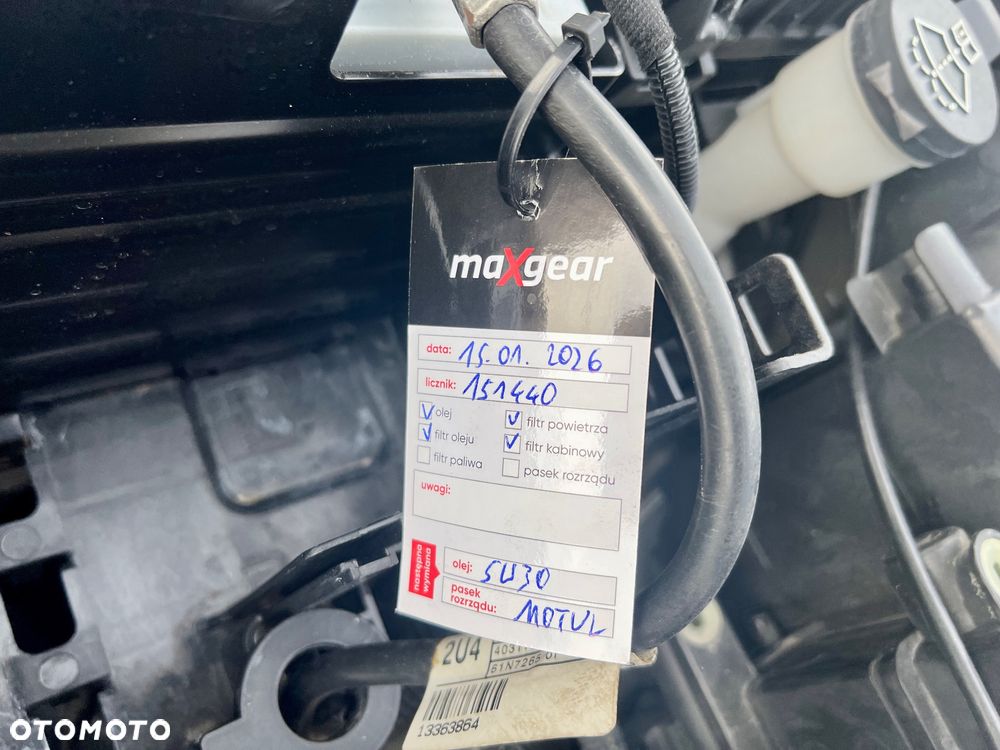 maXgear
data: 15.01.2026
licznik: 151440
olej
filtr powietrza
filtr oleju
filtr kabinowy
filtr paliwa
pasek rozrządu
uwagi:
następna
wymiana
olej: 5W30
pasek
rozrządu: MOTUL
2U4
13363864
OTOMOTO